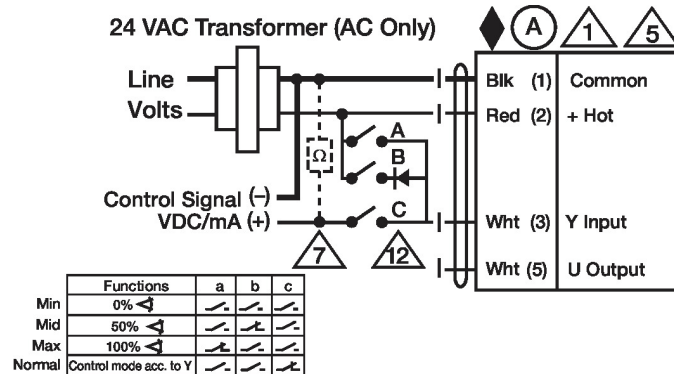 24 VAC Transformer (AC Only)
A 1 5
Line
Volts
Blk (1) Common
Red (2) + Hot
A
B
Ω
Control Signal (–)
VDC/mA (+)
C
Wht (3) Y Input
7 12
Wht (5) U Output
Functions a b c
Min 0%
Mid 50%
Max 100%
Normal Control mode acc. to Y